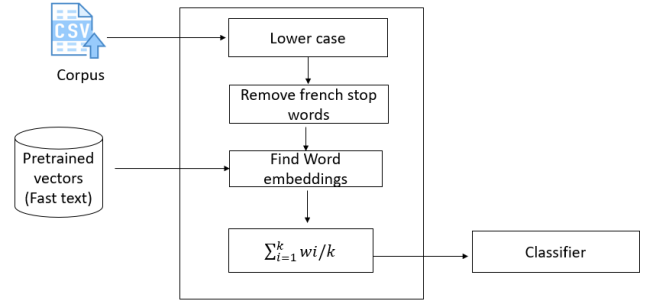 CSV
Corpus
Lower case
Remove french stop
words
Pretrained
vectors
(Fast text)
Find Word
embeddings
∑_{i=1}^{k} wi/k
Classifier